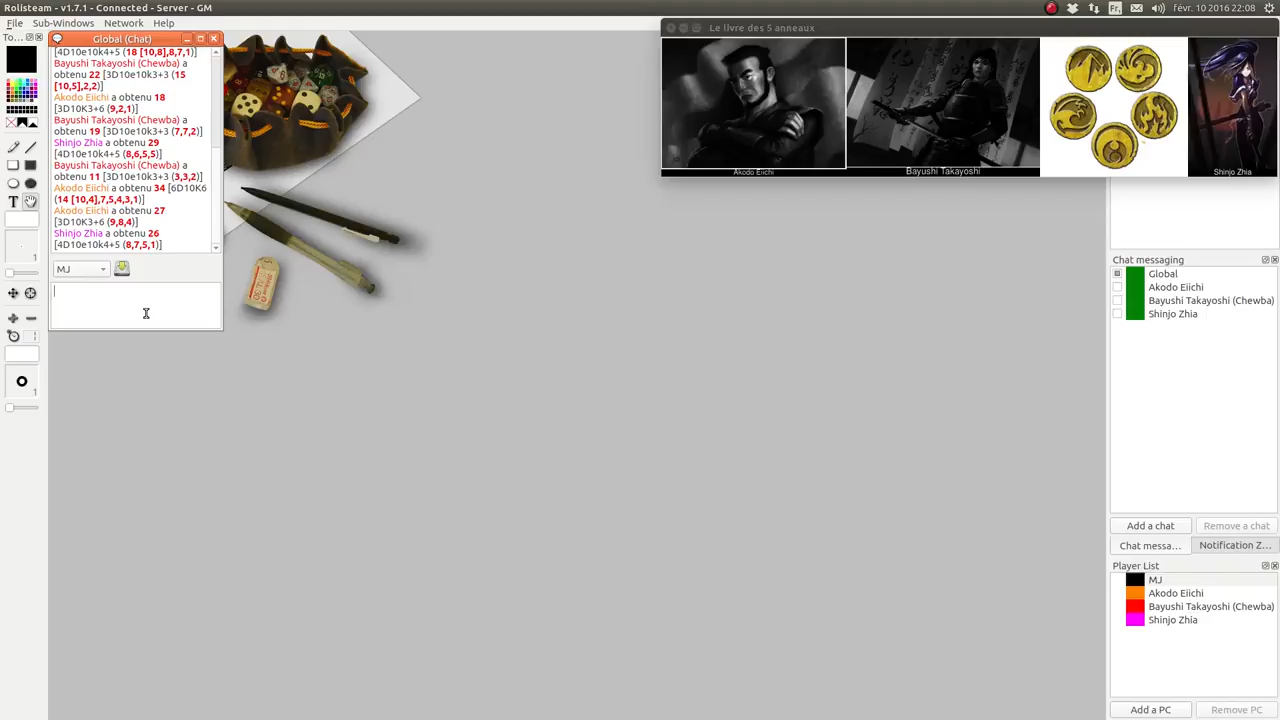 Rolisteam - v1.7.1 - Connected - Server - GM
Fr
févr. 10 2016 22:08
File Sub-Windows Network Help
To...
Global (Chat)
[4D10e10k4+5 (18 [10,8],8,7,1)]
Bayushi Takayoshi (Chewba) a
obtenu 22 [3D10e10k3+3 (15
[10,5],2,2)]
Akodo Eiichi a obtenu 18
[3D10K3+6 (9,2,1)]
Bayushi Takayoshi (Chewba) a
obtenu 19 [3D10e10k3+3 (7,7,2)]
Shinjo Zhia a obtenu 29
[4D10e10k4+5 (8,6,5,5)]
Bayushi Takayoshi (Chewba) a
obtenu 11 [3D10e10k3+3 (3,3,2)]
Akodo Eiichi a obtenu 34 [6D10K6
(14 [10,4],7,5,4,3,1)]
Akodo Eiichi a obtenu 27
[3D10K3+6 (9,8,4)]
Shinjo Zhia a obtenu 26
[4D10e10k4+5 (8,7,5,1)]
MJ
T
1
1
Le livre des 5 anneaux
Akodo Eiichi
Bayushi Takayoshi
Shinjo Zhia
Chat messaging
Global
Akodo Eiichi
Bayushi Takayoshi (Chewba)
Shinjo Zhia
Add a chat
Remove a chat
Chat messa...
Notification Z...
Player List
MJ
Akodo Eiichi
Bayushi Takayoshi (Chewba)
Shinjo Zhia
Add a PC
Remove PC